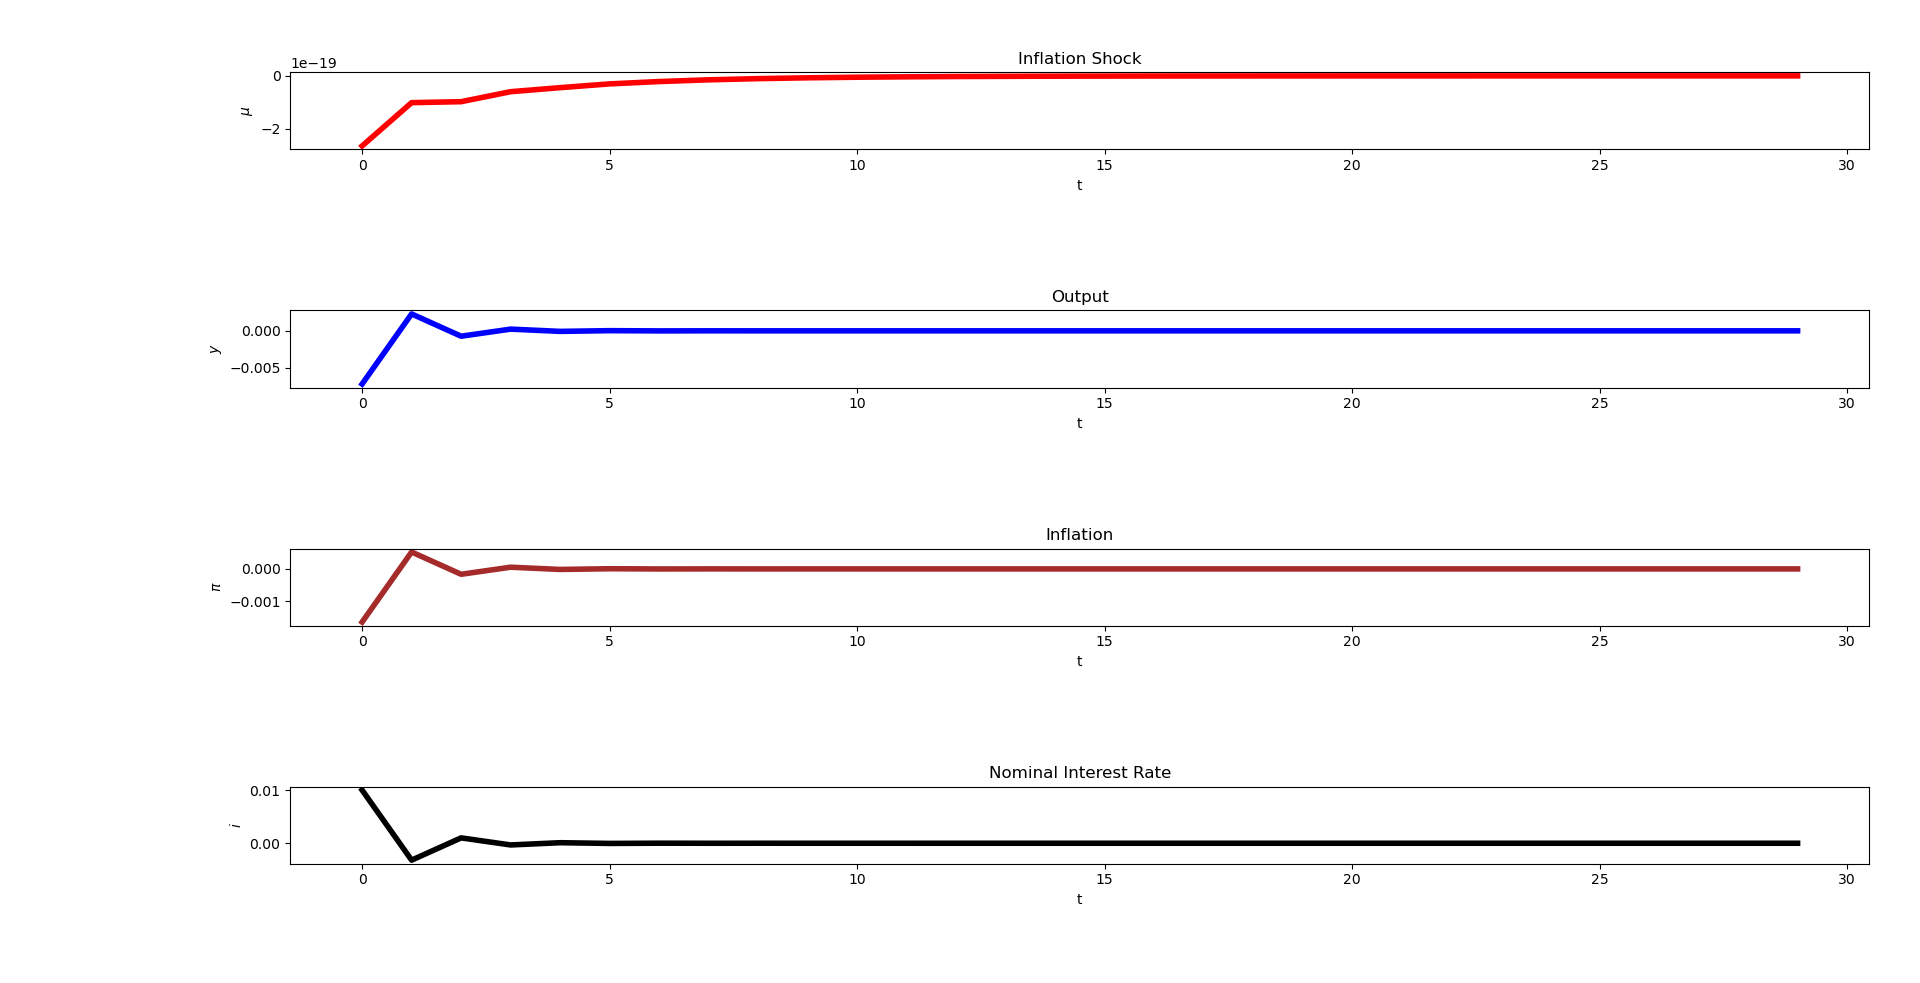 Inflation Shock
1e−19
0
−2
μ
0 5 10 15 20 25 30
t
Output
0.000
−0.005
y
0 5 10 15 20 25 30
t
Inflation
0.000
−0.001
π
0 5 10 15 20 25 30
t
Nominal Interest Rate
0.01
0.00
i
0 5 10 15 20 25 30
t